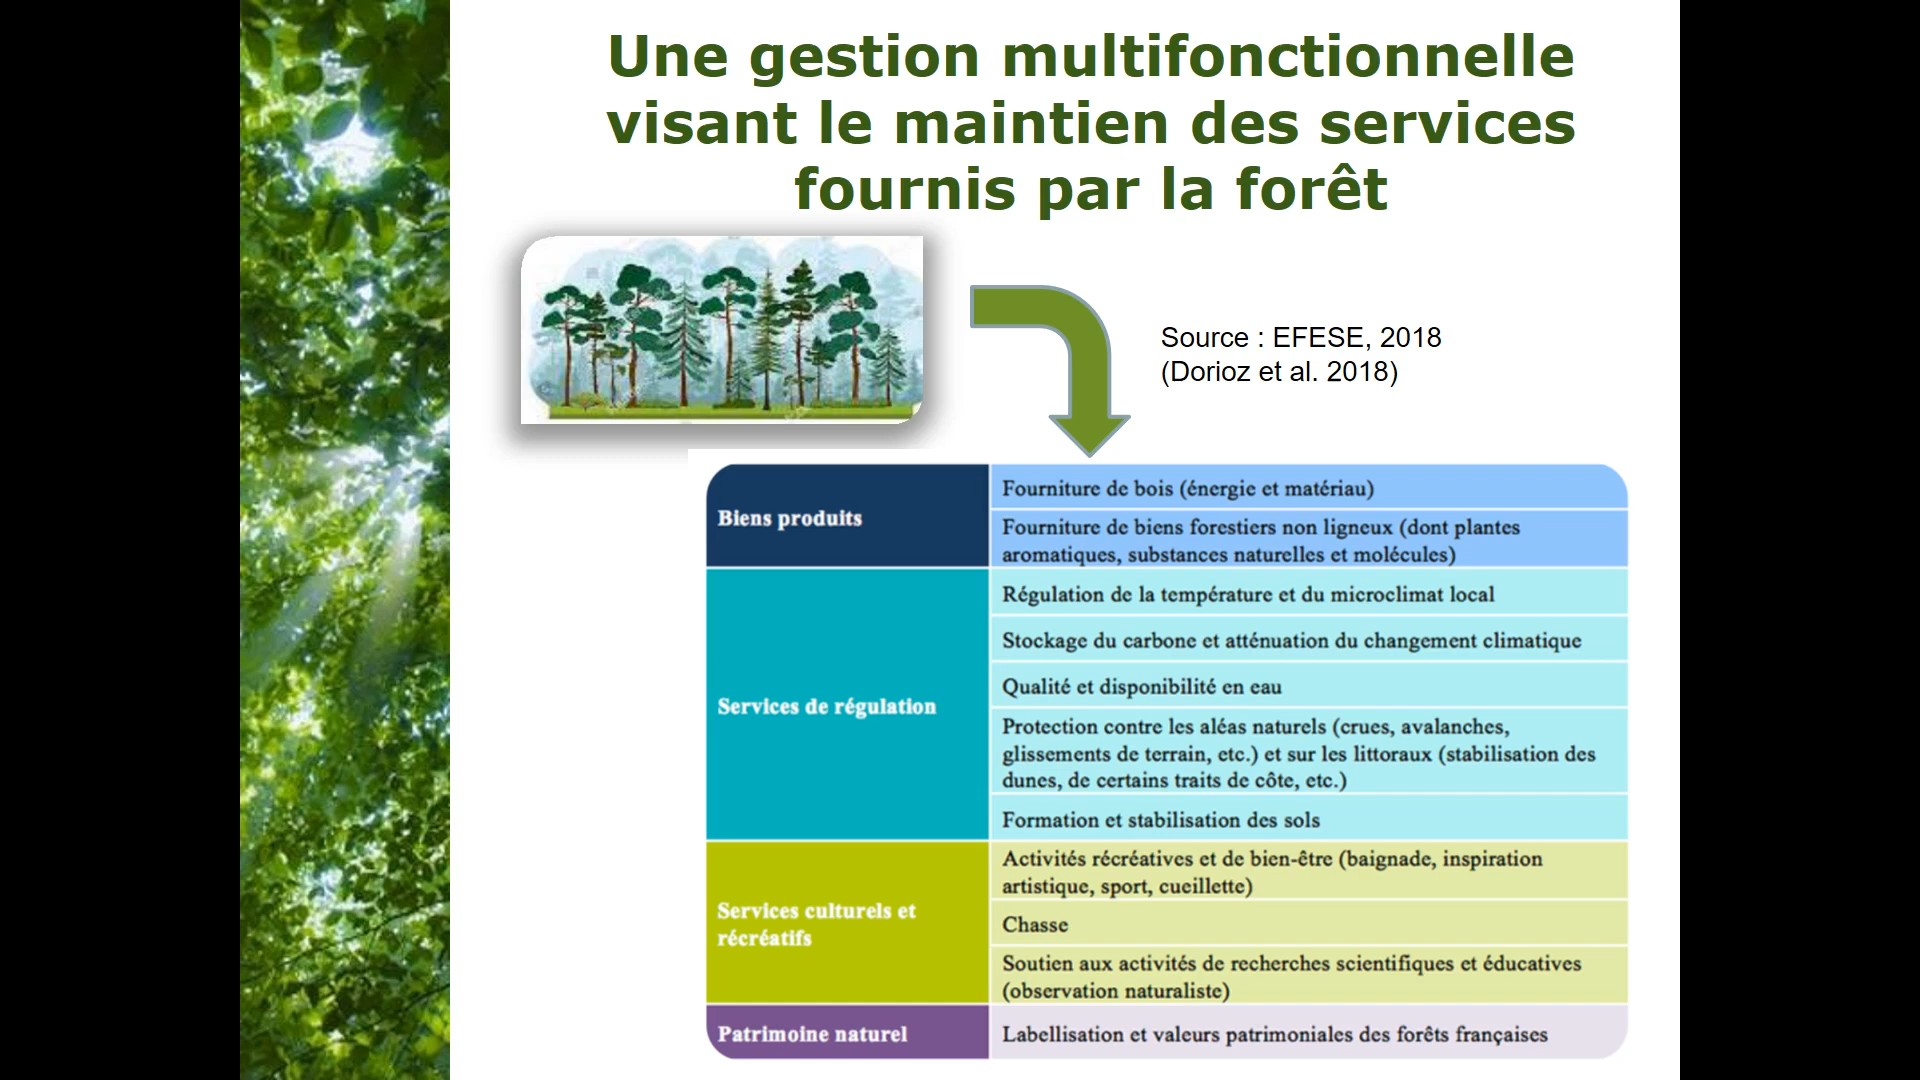 Une gestion multifonctionnelle
visant le maintien des services
fournis par la forêt
Source : EFESE, 2018
(Dorioz et al. 2018)
Biens produits
Fourniture de bois (énergie et matériau)
Fourniture de biens forestiers non ligneux (dont plantes
aromatiques, substances naturelles et molécules)
Services de régulation
Régulation de la température et du microclimat local
Stockage du carbone et atténuation du changement climatique
Qualité et disponibilité en eau
Protection contre les aléas naturels (crues, avalanches,
glissements de terrain, etc.) et sur les littoraux (stabilisation des
dunes, de certains traits de côte, etc.)
Formation et stabilisation des sols
Services culturels et
récréatifs
Activités récréatives et de bien-être (baignade, inspiration
artistique, sport, cueillette)
Chasse
Soutien aux activités de recherches scientifiques et éducatives
(observation naturaliste)
Patrimoine naturel
Labellisation et valeurs patrimoniales des forêts françaises